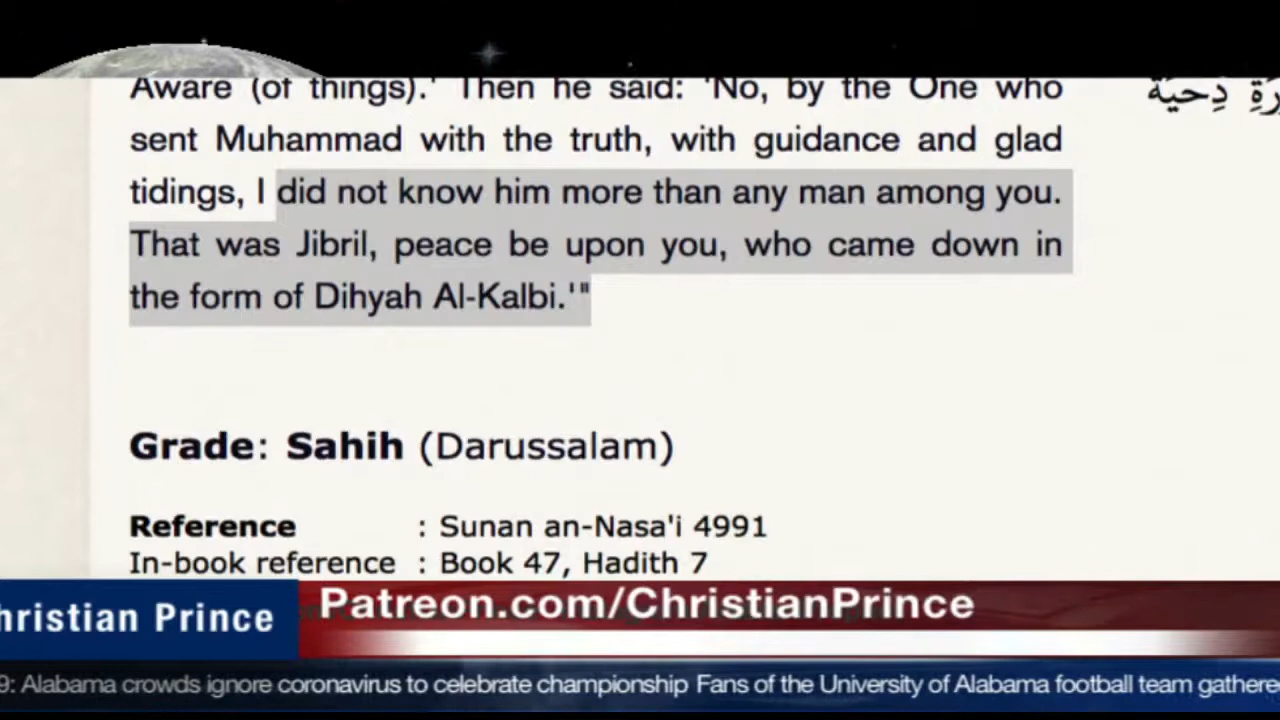 Aware (of things).' Then he said: 'No, by the One who
sent Muhammad with the truth, with guidance and glad
tidings, I did not know him more than any man among you.
That was Jibril, peace be upon you, who came down in
the form of Dihyah Al-Kalbi.'"
دِحيَةَ
Grade: Sahih (Darussalam)
Reference : Sunan an-Nasa'i 4991
In-book reference : Book 47, Hadith 7
hristian Prince
Patreon.com/ChristianPrince
9: Alabama crowds ignore coronavirus to celebrate championship Fans of the University of Alabama football team gathere